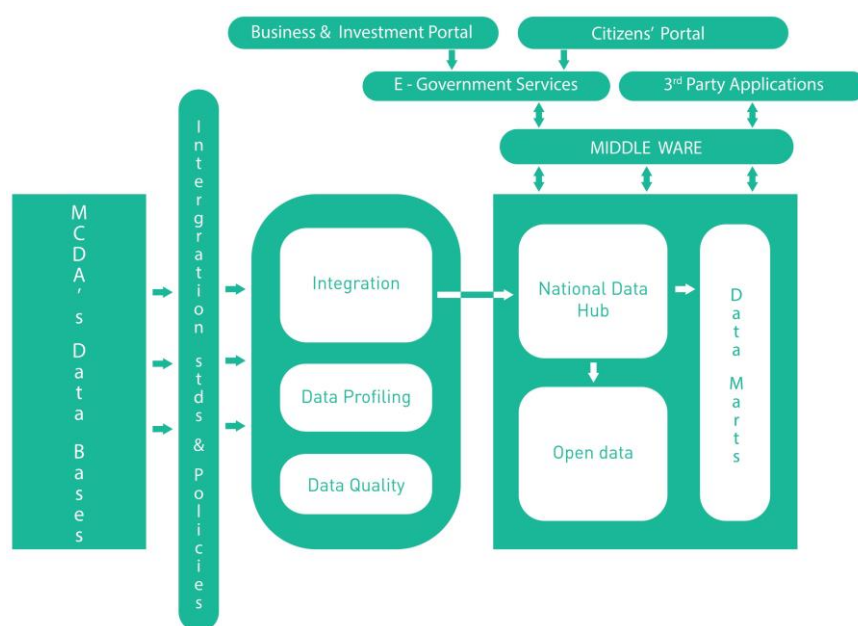 Business & Investment Portal
Citizens' Portal
E - Government Services
3rd Party Applications
MIDDLE WARE
MCDA's Data Bases
Intergration stds & Policies
Integration
Data Profiling
Data Quality
National Data
Hub
Open data
Data Marts